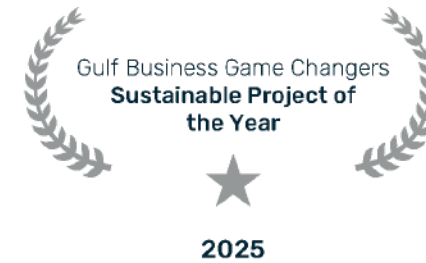 Gulf Business Game Changers
Sustainable Project of
the Year
2025